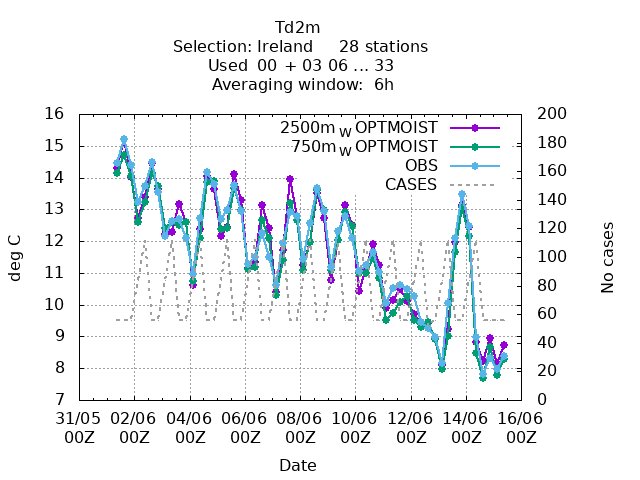 Td2m
Selection: Ireland     28 stations
Used  00 + 03 06 ... 33
Averaging window:  6h
2500m_W OPTMOIST
750m_W OPTMOIST
OBS
CASES
16
15
14
13
12
11
10
9
8
7
deg C
200
180
160
140
120
100
80
60
40
20
0
No cases
31/05 02/06 04/06 06/06 08/06 10/06 12/06 14/06 16/06
00Z 00Z 00Z 00Z 00Z 00Z 00Z 00Z 00Z
Date